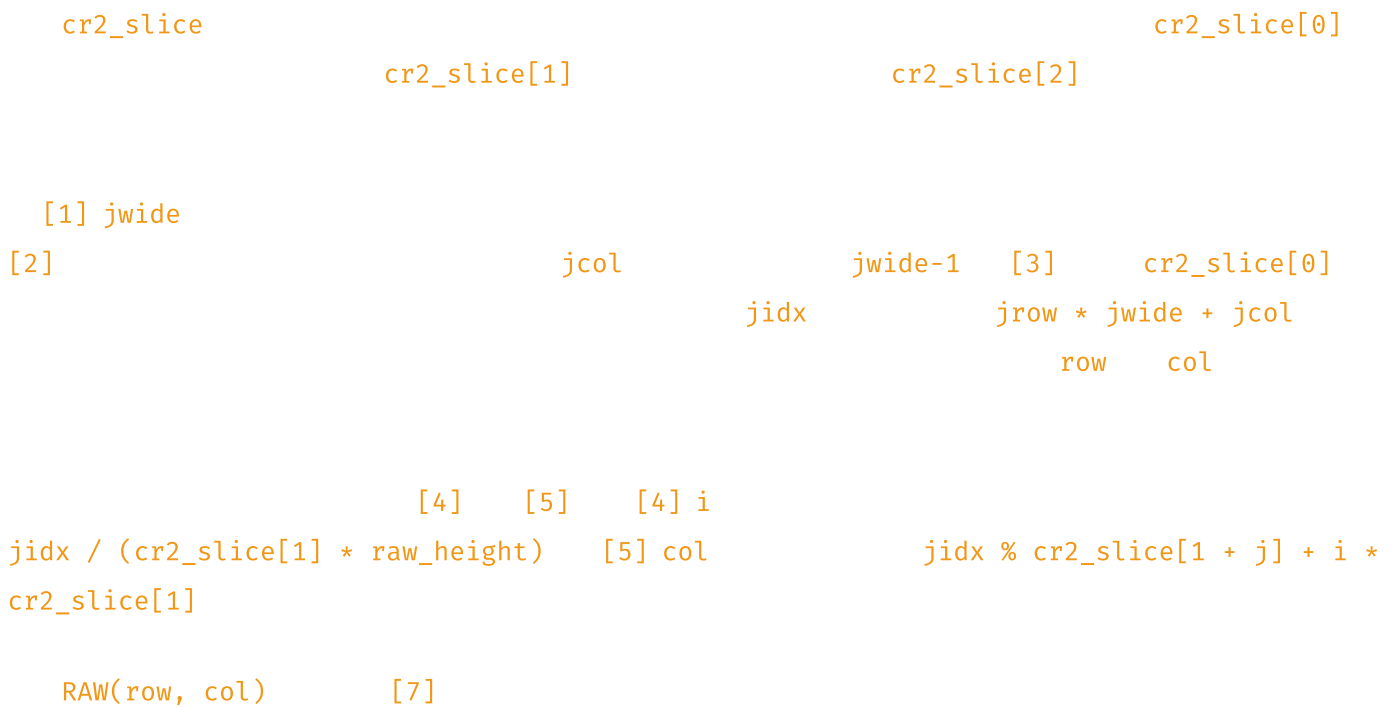 cr2_slice cr2_slice[0]
cr2_slice[1] cr2_slice[2]
[1] jwide
[2] jcol jwide-1 [3] cr2_slice[0]
jidx jrow * jwide + jcol
row col
[4] [5] [4] i
jidx / (cr2_slice[1] * raw_height) [5] col jidx % cr2_slice[1 + j] + i *
cr2_slice[1]
RAW(row, col) [7]